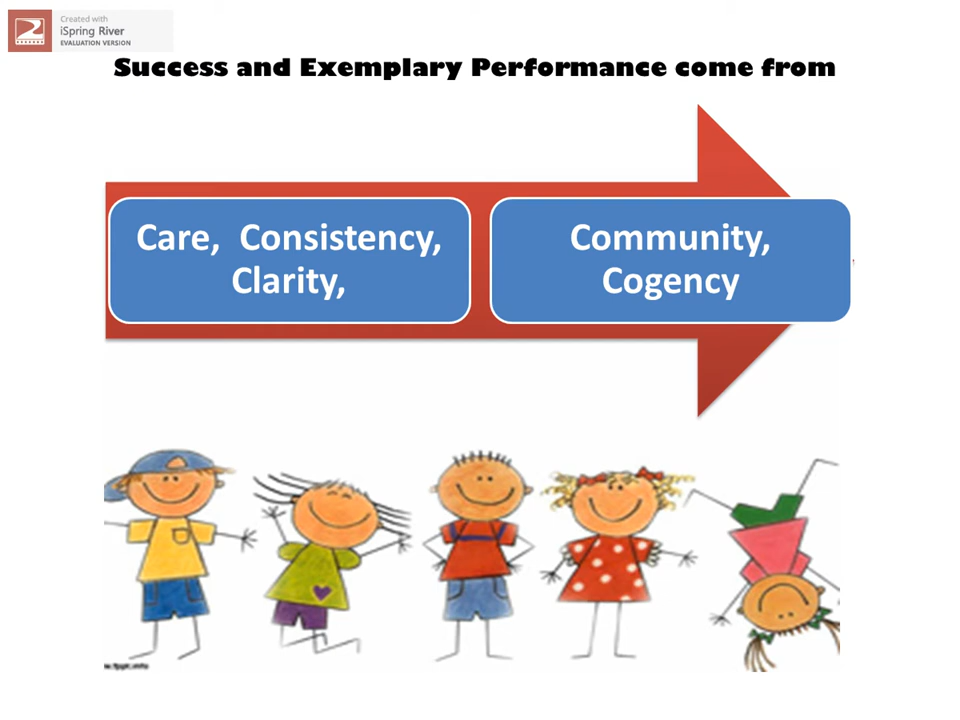 Created with
iSpring River
EVALUATION VERSION
Success and Exemplary Performance come from
Care, Consistency,
Clarity,
Community,
Cogency